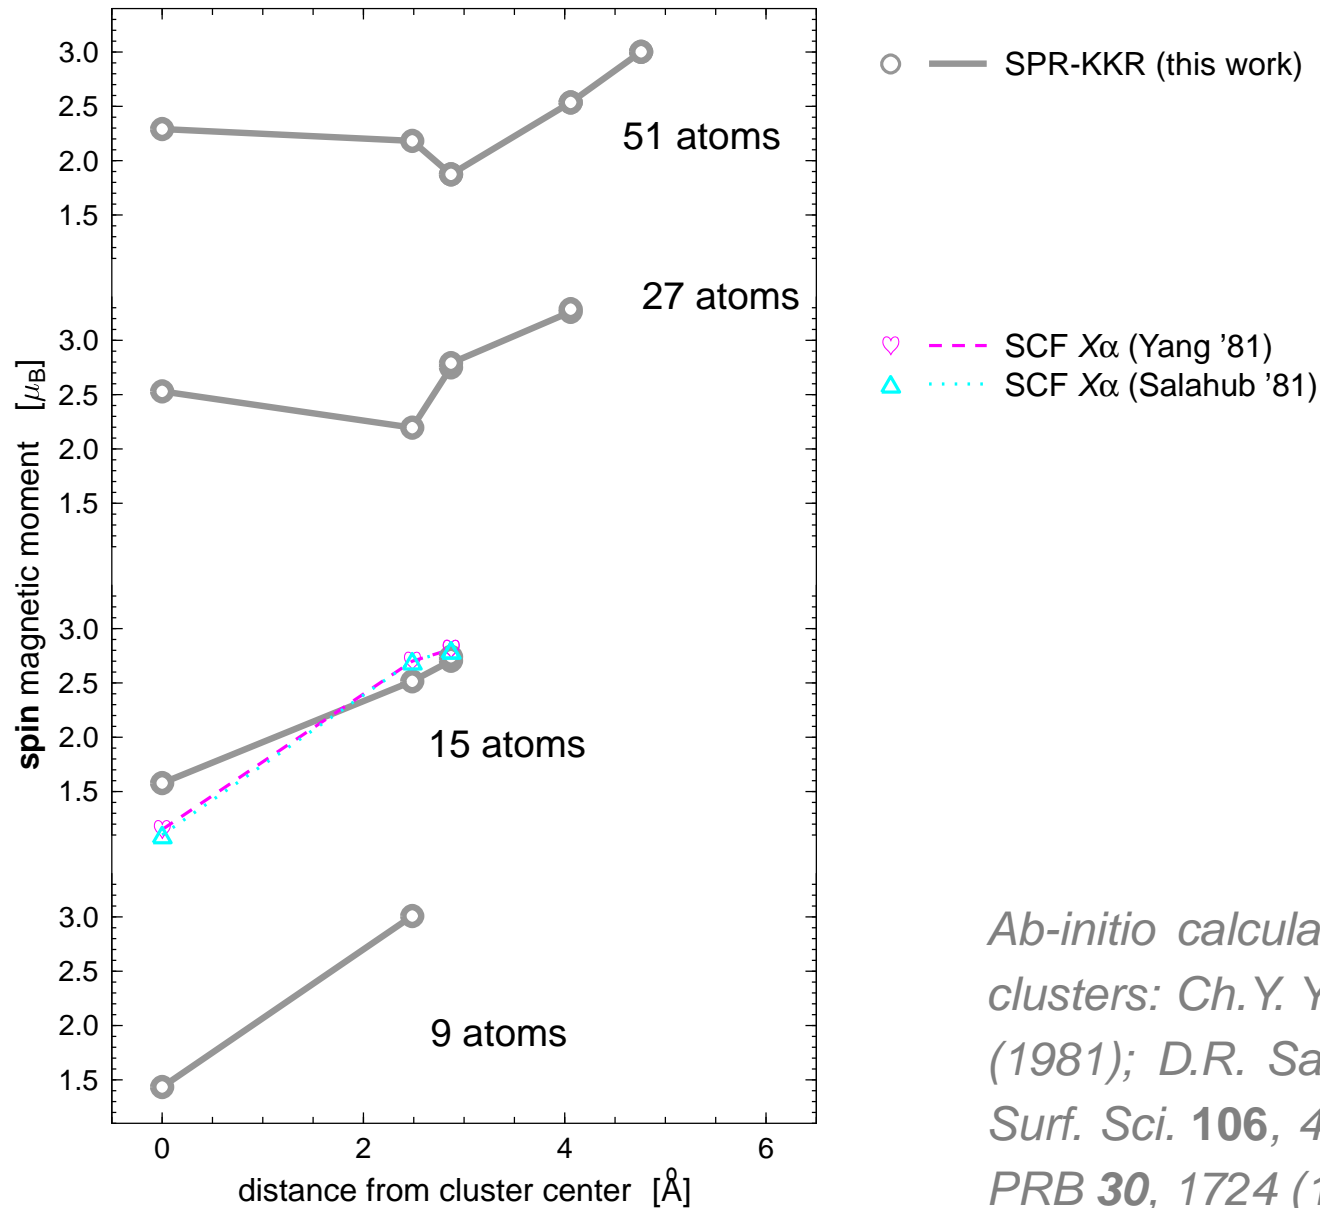 3.0
2.5
2.0
1.5
51 atoms
3.0
2.5
2.0
1.5
27 atoms
3.0
2.5
2.0
1.5
15 atoms
3.0
2.5
2.0
1.5
9 atoms
spin magnetic moment [μB]
0 2 4 6
distance from cluster center [Å]
SPR-KKR (this work)
SCF Xα (Yang '81)
SCF Xα (Salahub '81)
Ab-initio calcula
clusters: Ch.Y. Y
(1981); D.R. Sa
Surf. Sci. 106, 4
PRB 30, 1724 (1